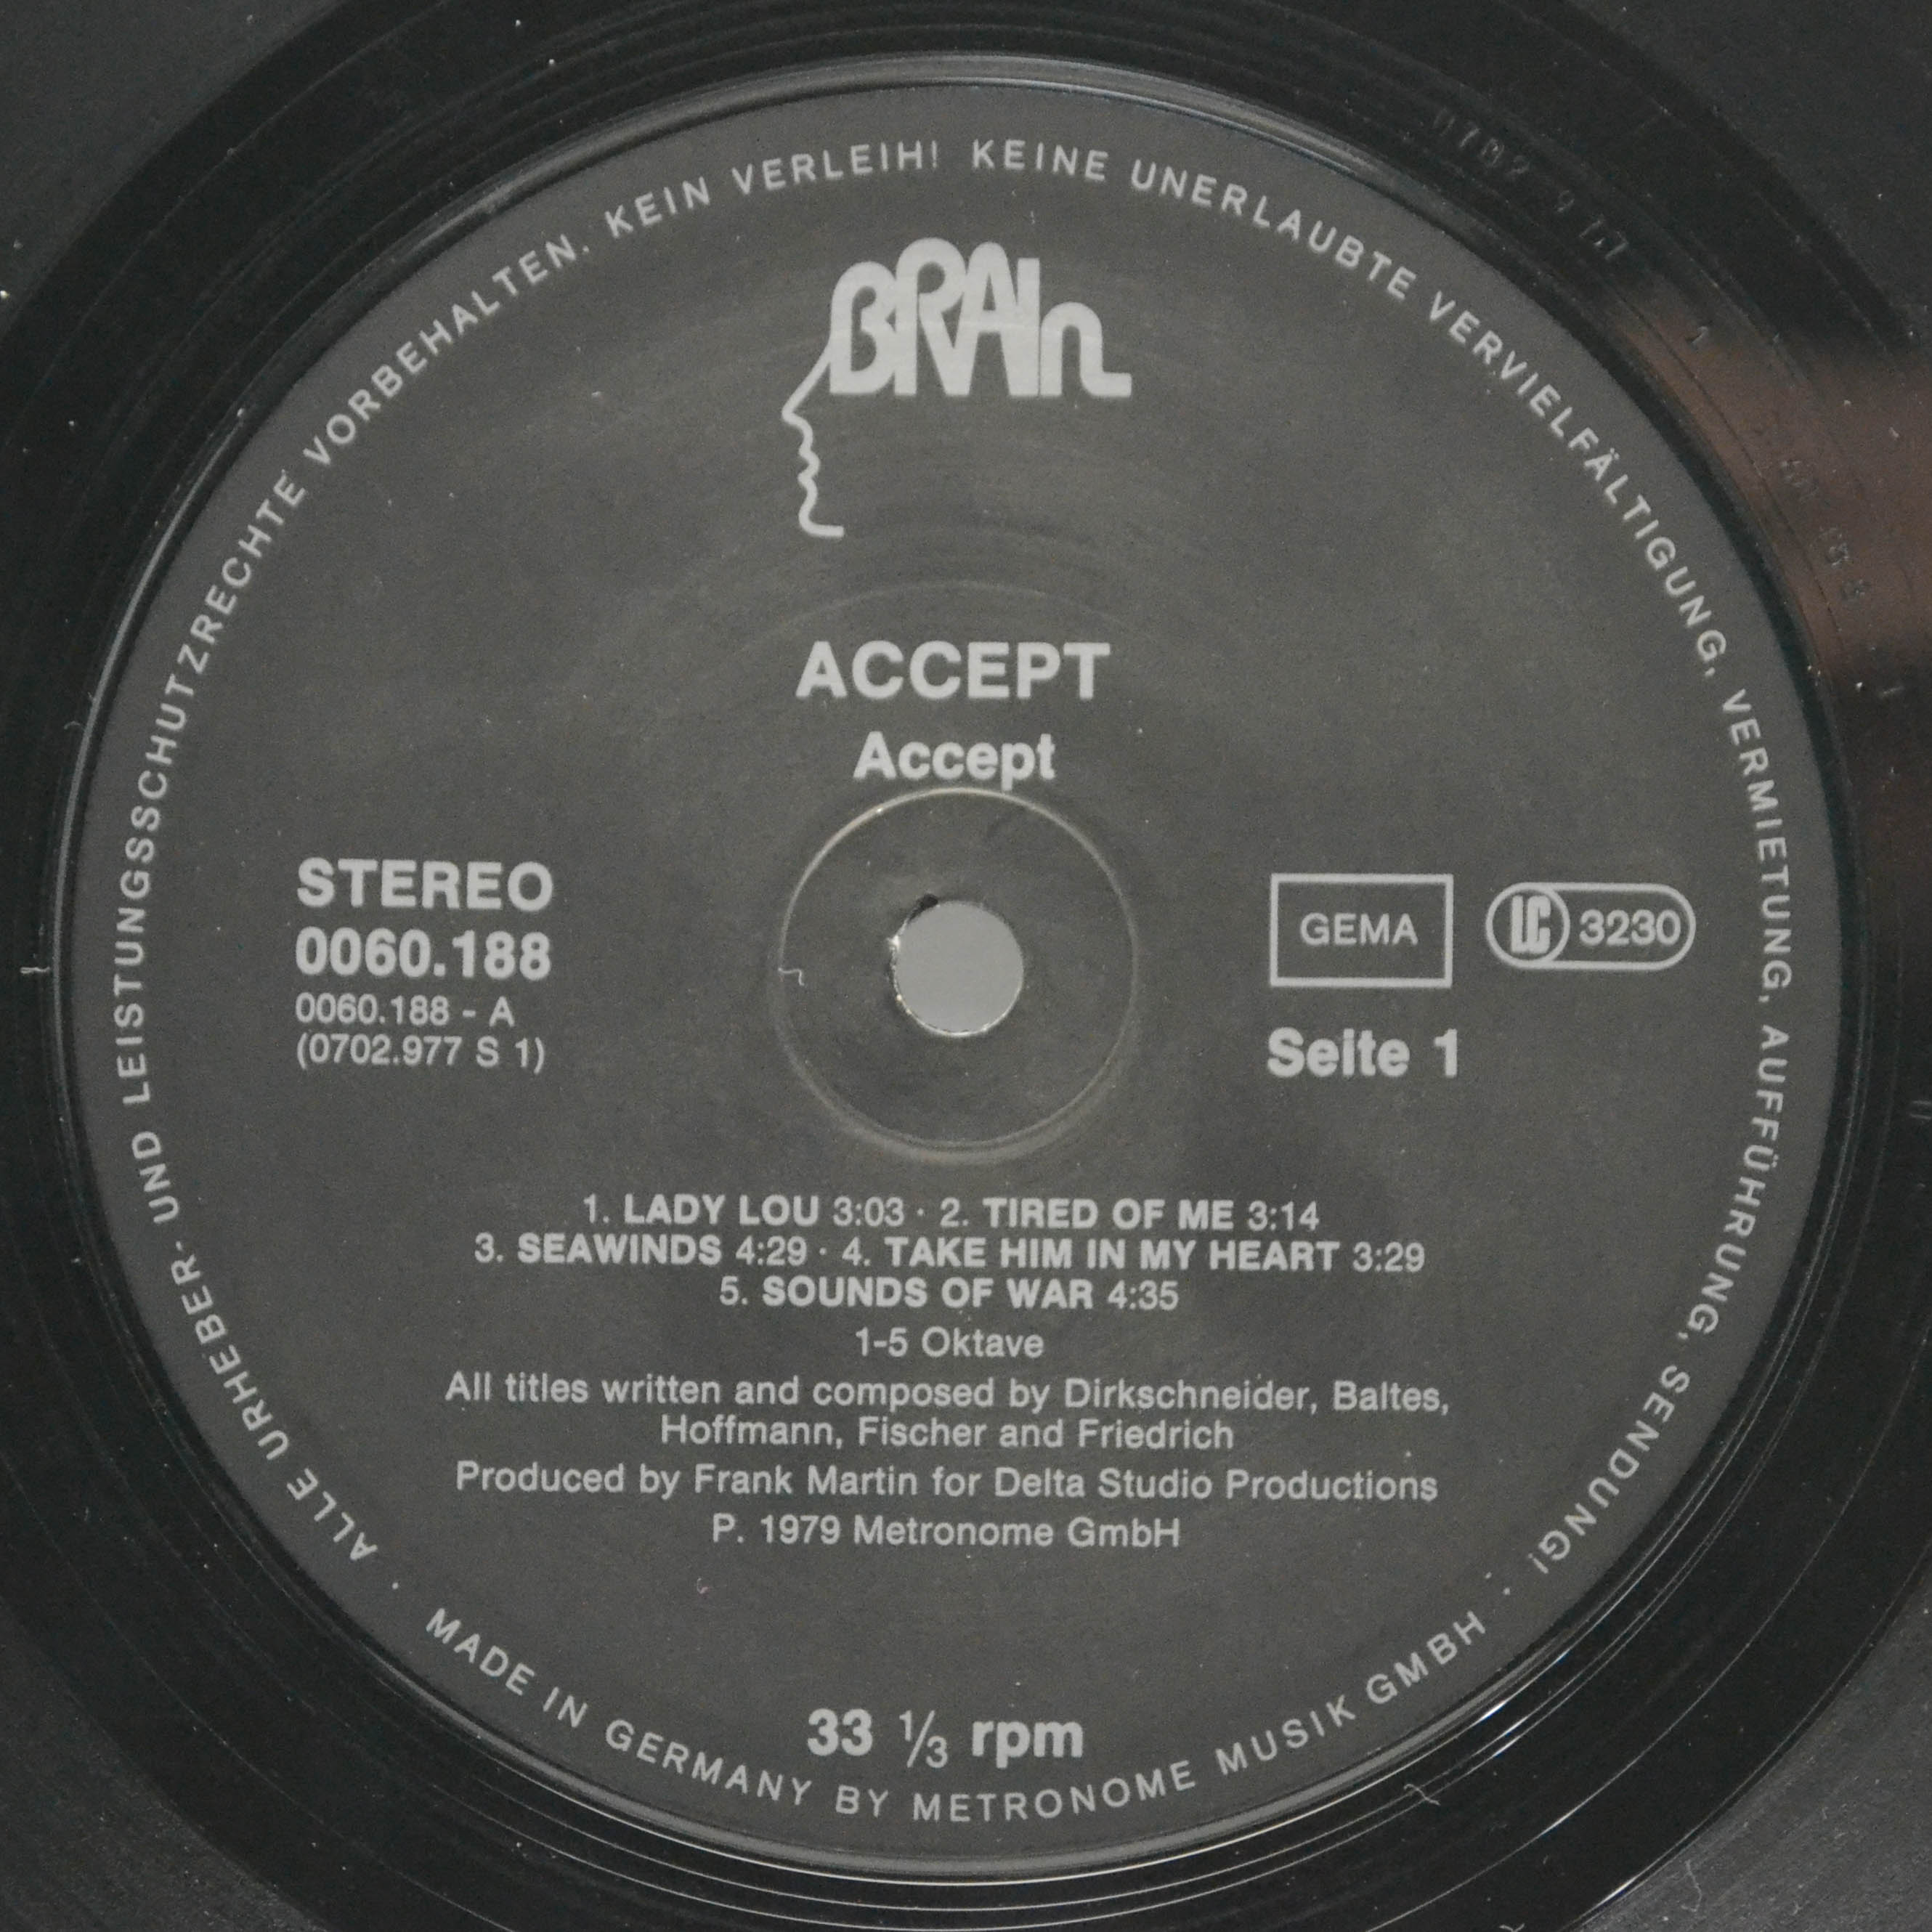 ALLE URHEBER- UND LEISTUNGSSCHUTZRECHTE VORBEHALTEN. KEIN VERLEIH! KEINE UNERLAUBTE VERVIELFÄLTIGUNG, VERMIETUNG, AUFFÜHRUNG, SENDUNG!
BRAIn
ACCEPT
Accept
STEREO
0060.188
0060.188 - A
(0702.977 S 1)
GEMA
LC 3230
Seite 1
1. LADY LOU 3:03 · 2. TIRED OF ME 3:14
3. SEAWINDS 4:29 · 4. TAKE HIM IN MY HEART 3:29
5. SOUNDS OF WAR 4:35
1-5 Oktave
All titles written and composed by Dirkschneider, Baltes,
Hoffmann, Fischer and Friedrich
Produced by Frank Martin for Delta Studio Productions
P. 1979 Metronome GmbH
33 ⅓ rpm
· MADE IN GERMANY BY METRONOME MUSIK GMBH ·